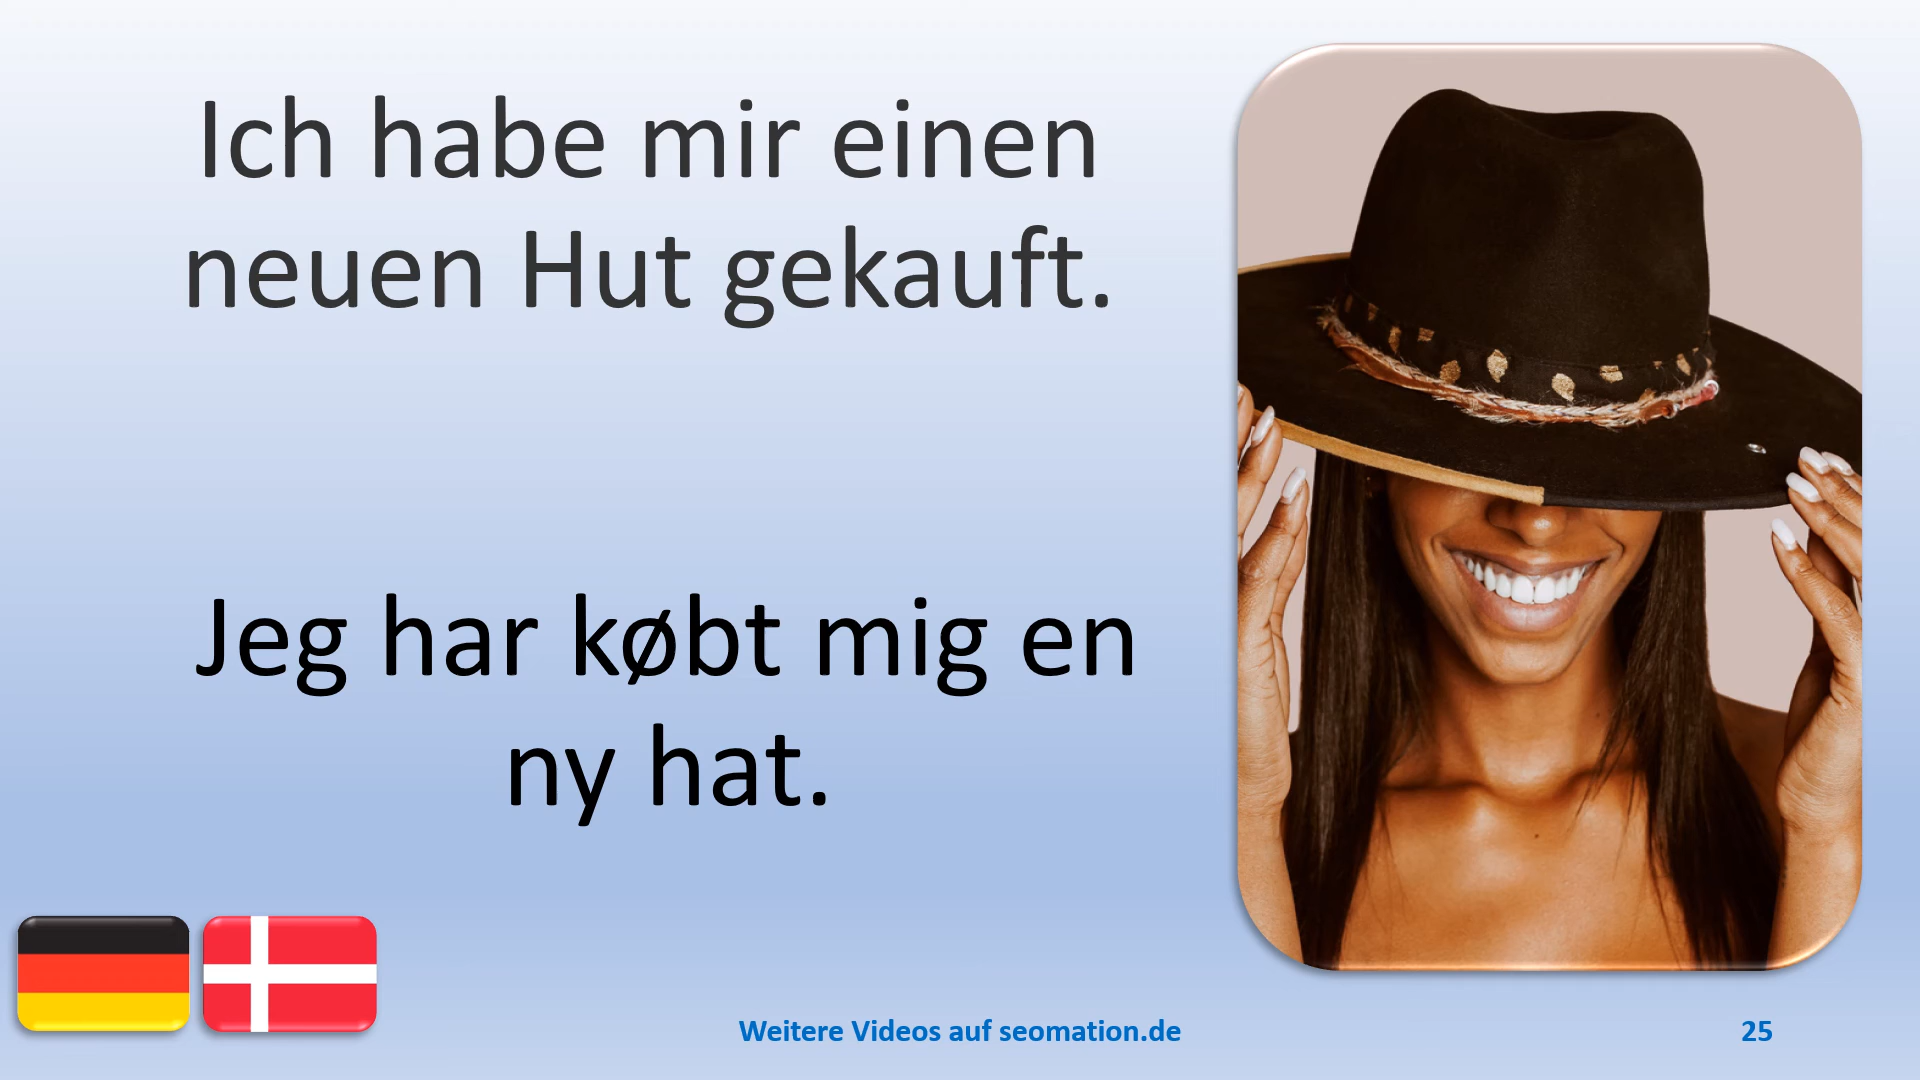 Ich habe mir einen
neuen Hut gekauft.
Jeg har købt mig en
ny hat.
Weitere Videos auf seomation.de
25